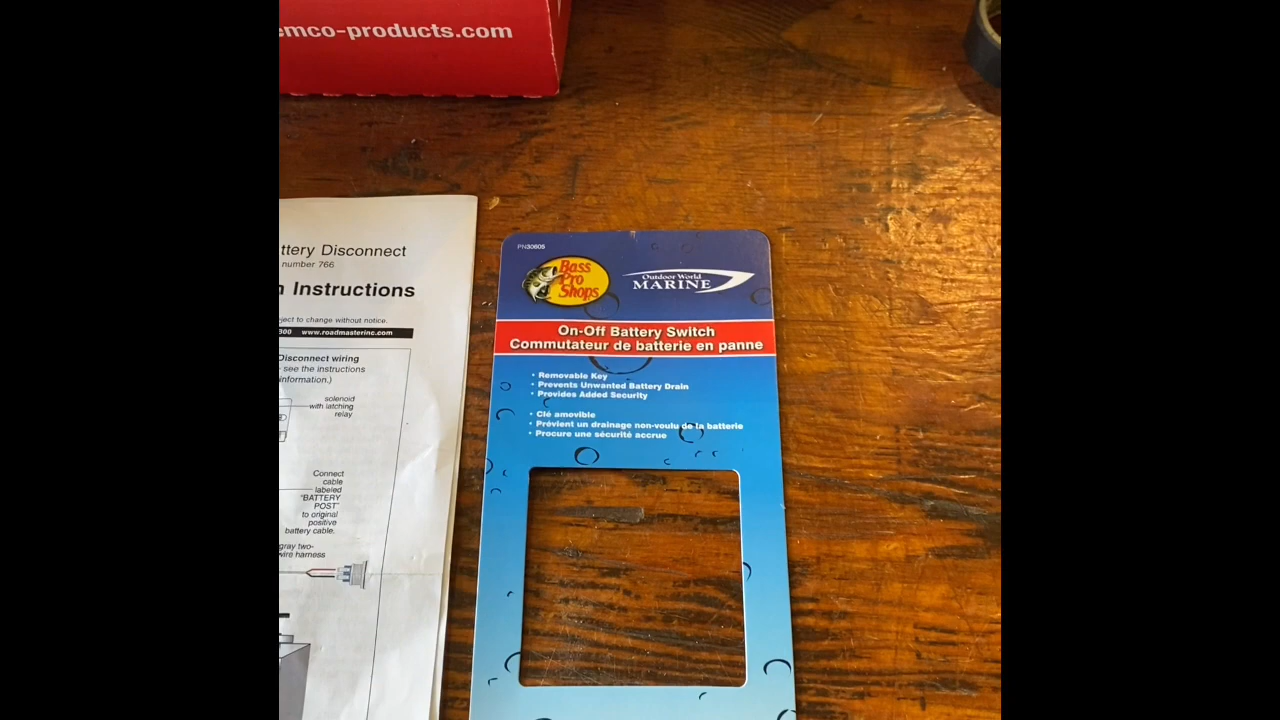 emco-products.com
ttery Disconnect
number 766
Instructions
ject to change without notice.
800 www.roadmasterinc.com
Disconnect wiring
see the instructions
information.)
solenoid
with latching
relay
Connect
cable
labeled
"BATTERY
POST"
to original
positive
battery cable.
gray two-
wire harness
PN30605
Bass
Pro
Shops
Outdoor World
MARINE
On-Off Battery Switch
Commutateur de batterie en panne
• Removable Key
• Prevents Unwanted Battery Drain
• Provides Added Security
• Clé amovible
• Prévient un drainage non-voulu de la batterie
• Procure une sécurité accrue